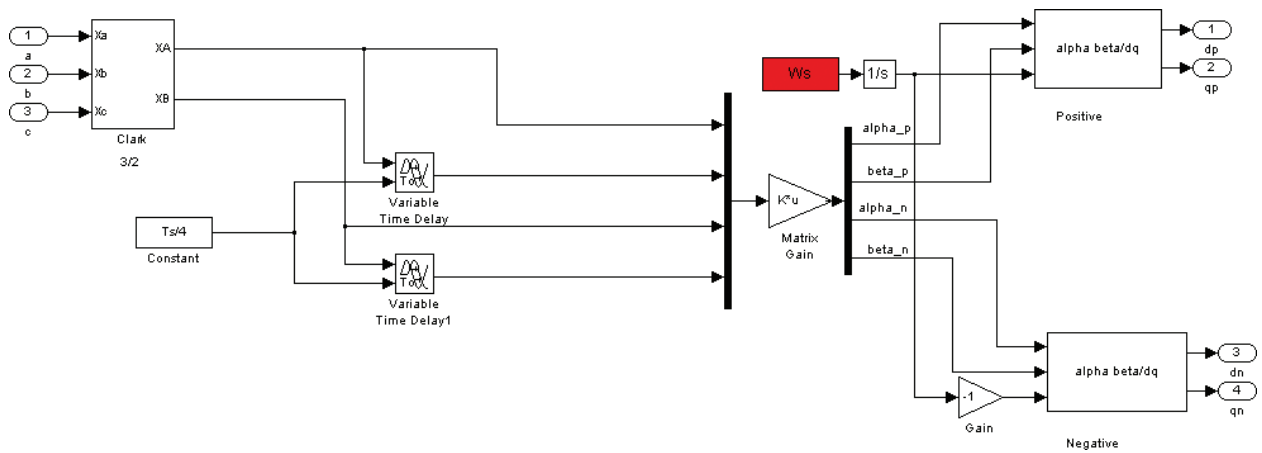 1
a
2
b
3
c
Xa
Xb
Xc
XA
XB
Clark
3/2
Ts/4
Constant
Variable
Time Delay
Variable
Time Delay1
K*u
Matrix
Gain
Ws
1/s
alpha_p
beta_p
alpha_n
beta_n
alpha beta/dq
Positive
1
dp
2
qp
-1
Gain
alpha beta/dq
Negative
3
dn
4
qn